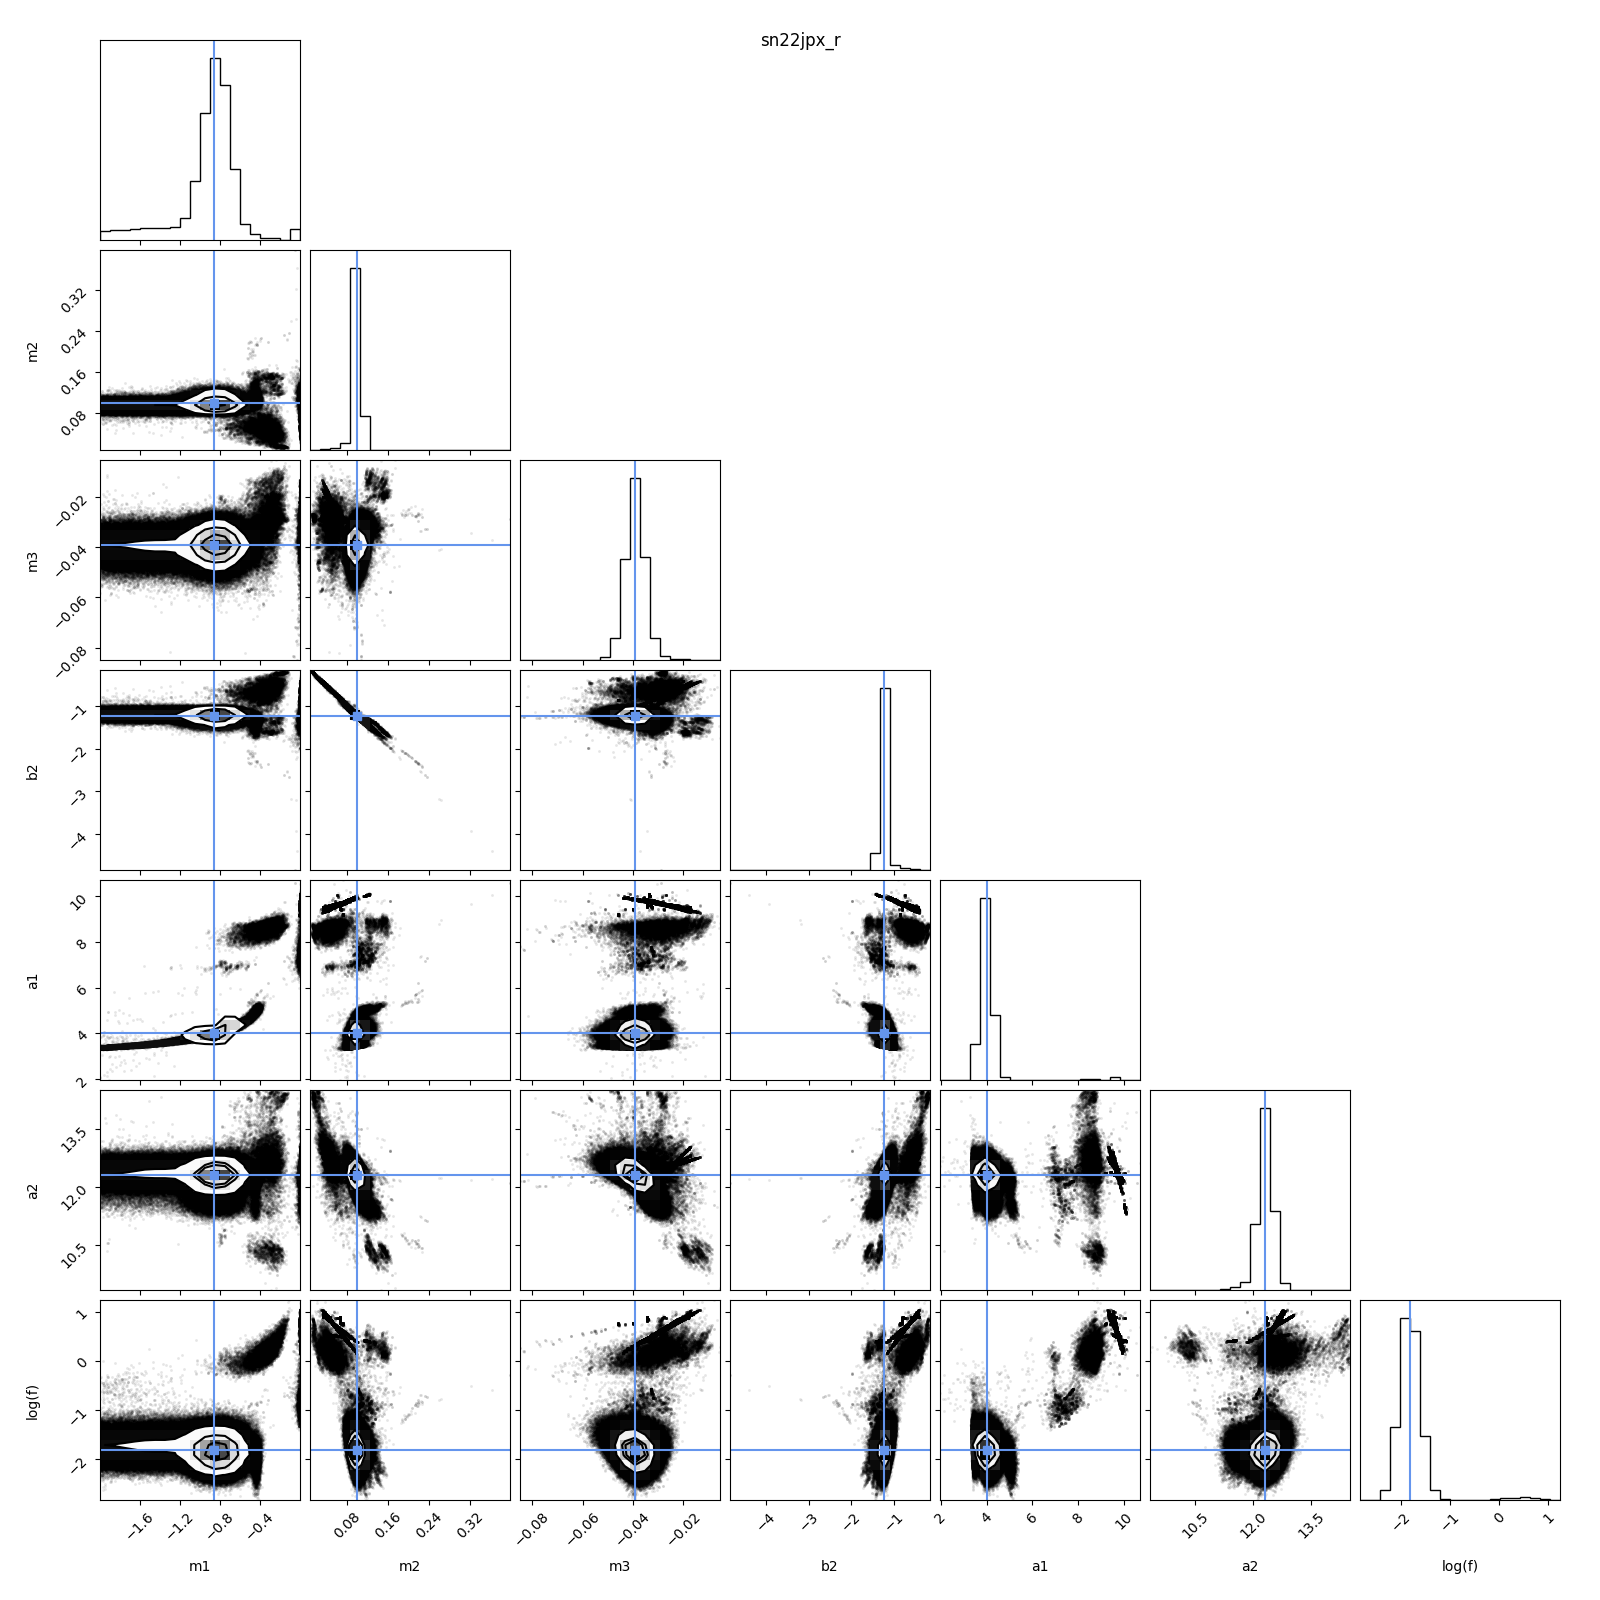 sn22jpx_r
0.32
0.24
0.16
0.08
m2
−0.02
−0.04
−0.06
−0.08
m3
−1
−2
−3
−4
b2
10
8
6
4
2
a1
13.5
12.0
10.5
a2
1
0
−1
−2
log(f)
−1.6 −1.2 −0.8 −0.4 0.08 0.16 0.24 0.32 −0.08 −0.06 −0.04 −0.02 −4 −3 −2 −1 2 4 6 8 10 10.5 12.0 13.5 −2 −1 0 1
m1 m2 m3 b2 a1 a2 log(f)